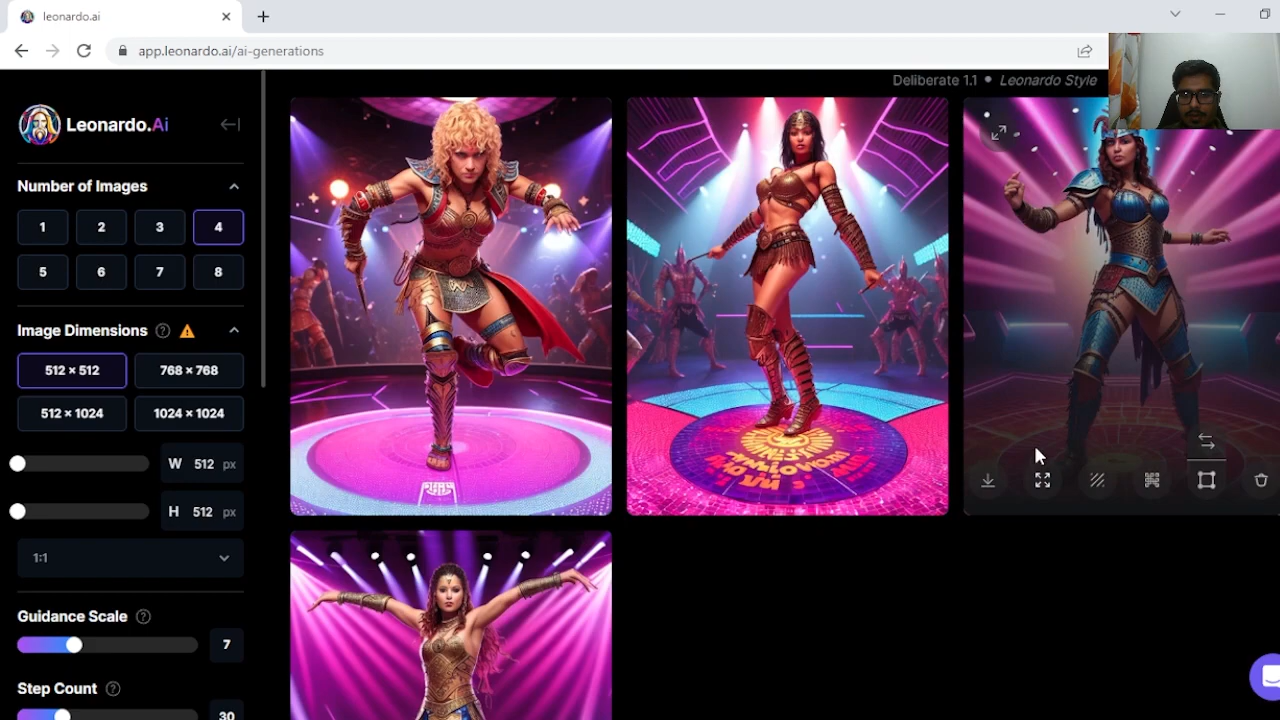 leonardo.ai
app.leonardo.ai/ai-generations
Deliberate 1.1 • Leonardo Style
Leonardo.Ai
Number of Images
1 2 3 4
5 6 7 8
Image Dimensions
512 × 512 768 × 768
512 × 1024 1024 × 1024
W 512 px
H 512 px
1:1
Guidance Scale
7
Step Count
30